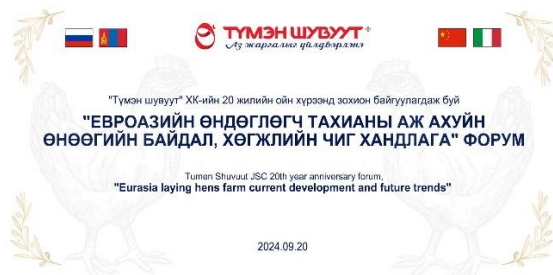 ТҮМЭН ШУВУУТ®
Аз жаргалыг үйлдвэрлэнэ
"Түмэн шувуут" ХК-ийн 20 жилийн ойн хүрээнд зохион байгуулагдаж буй
"ЕВРОАЗИЙН ӨНДӨГЛӨГЧ ТАХИАНЫ АЖ АХУЙН
ӨНӨӨГИЙН БАЙДАЛ, ХӨГЖЛИЙН ЧИГ ХАНДЛАГА" ФОРУМ
Tumen Shuvuut JSC 20th year anniversary forum,
"Eurasia laying hens farm current development and future trends"
2024.09.20